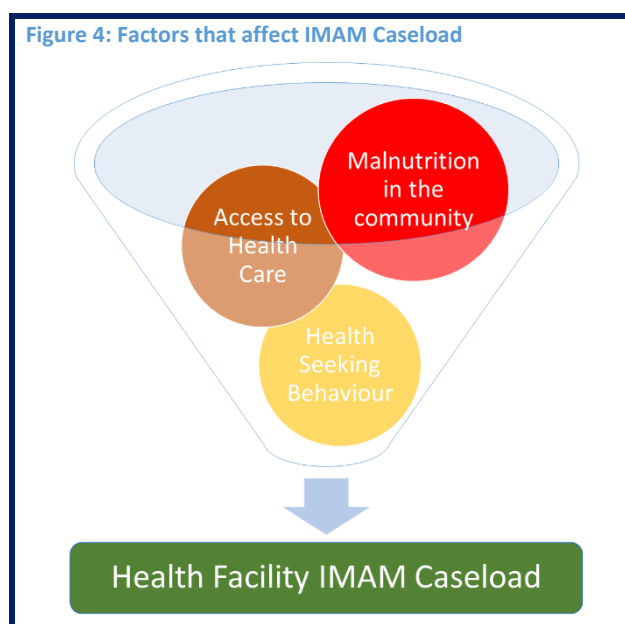 Figure 4: Factors that affect IMAM Caseload
Malnutrition
in the
community
Access to
Health
Care
Health
Seeking
Behaviour
Health Facility IMAM Caseload